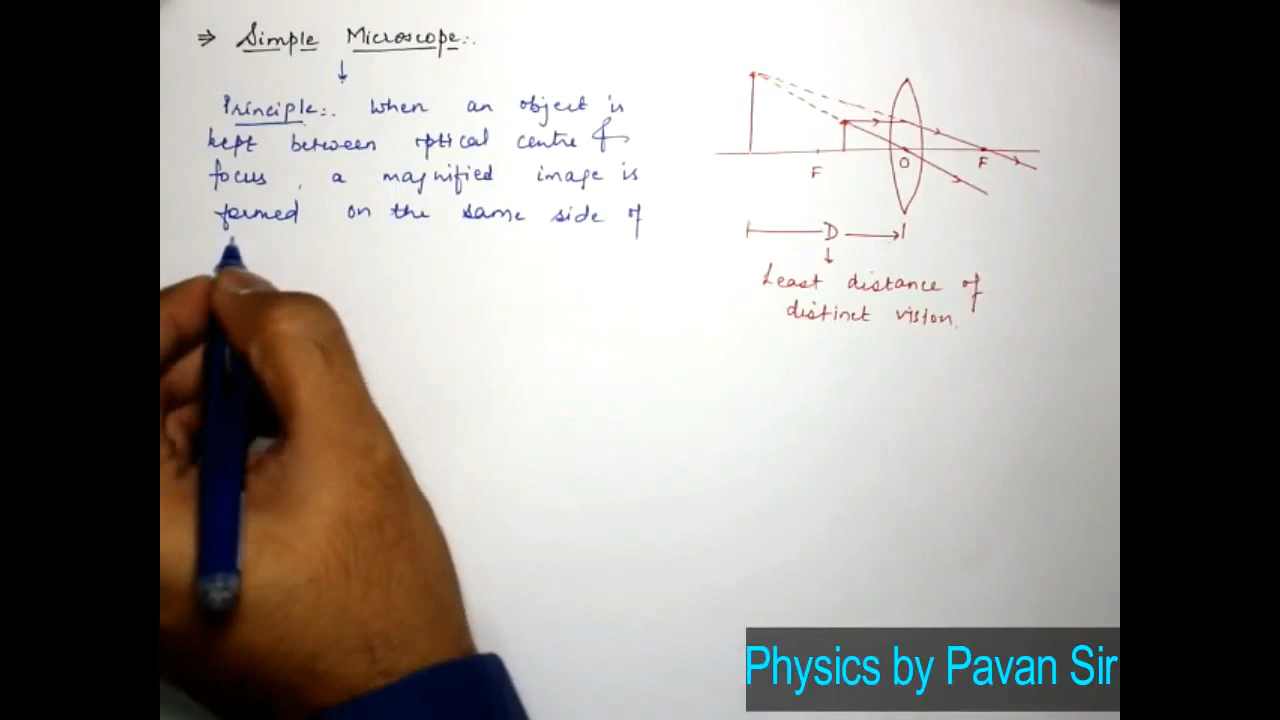 ⇒ Simple Microscope:.
Principle:. When an object is
kept between optical centre &
focus, a magnified image is
formed on the same side of
F
O
F
D
Least distance of
distinct vision.
Physics by Pavan Sir